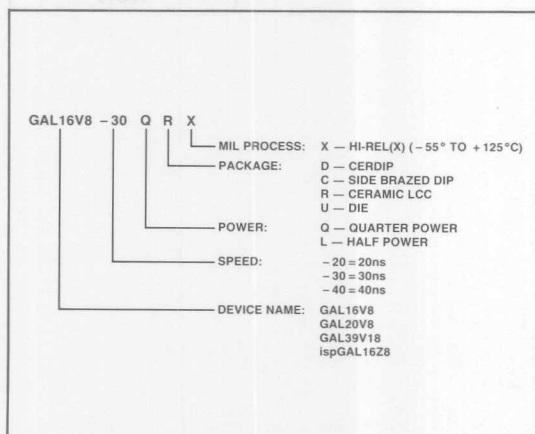 GAL16V8 -30 Q R X
MIL PROCESS: X — HI-REL(X) (-55° TO +125°C)
PACKAGE: D — CERDIP
C — SIDE BRAZED DIP
R — CERAMIC LCC
U — DIE
POWER: Q — QUARTER POWER
L — HALF POWER
SPEED: -20 = 20ns
-30 = 30ns
-40 = 40ns
DEVICE NAME: GAL16V8
GAL20V8
GAL39V18
ispGAL16Z8